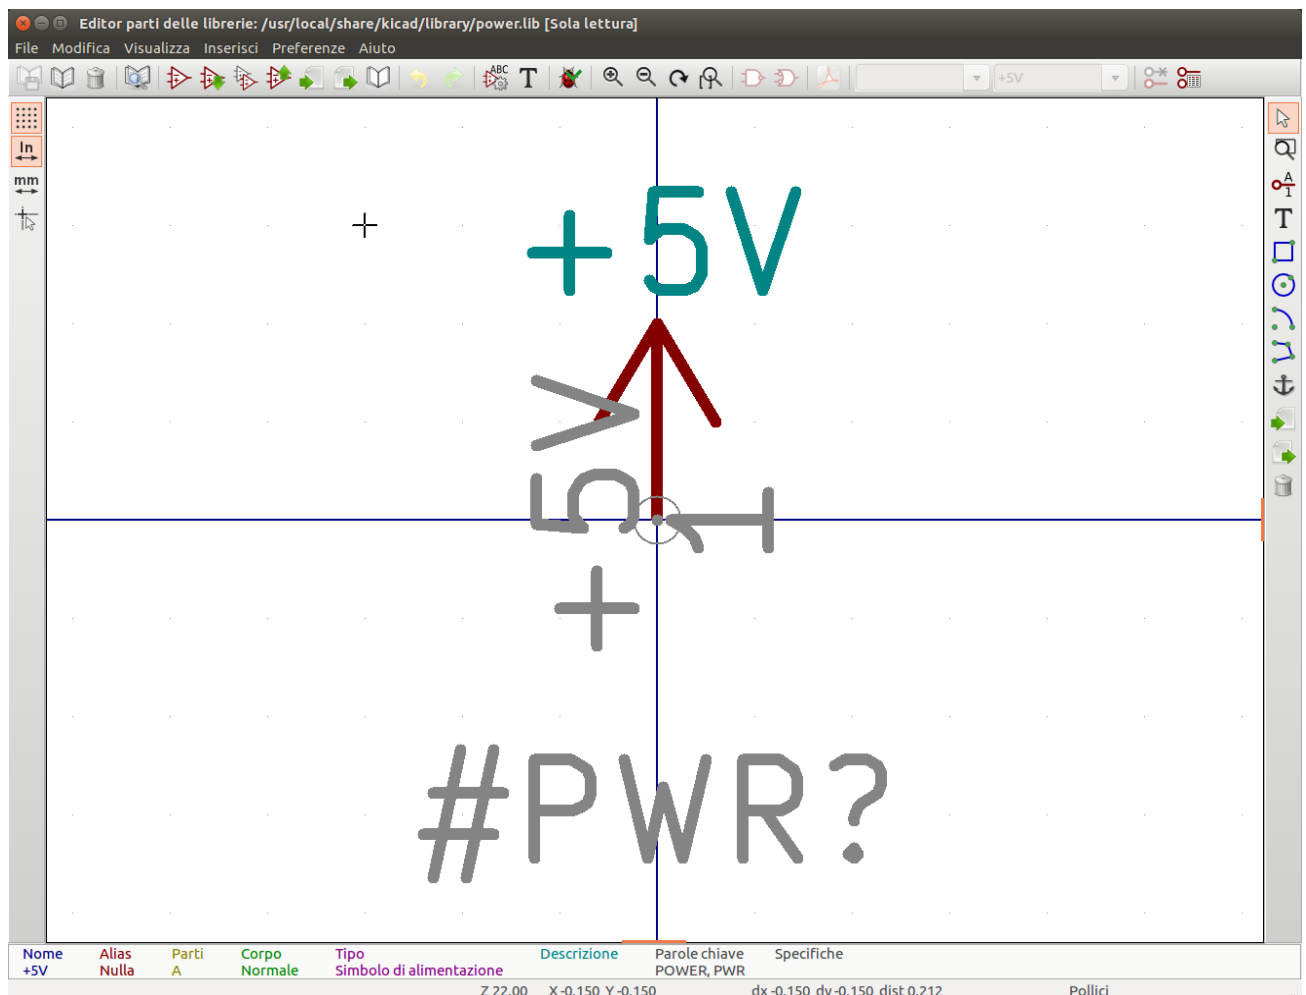 Editor parti delle librerie: /usr/local/share/kicad/library/power.lib [Sola lettura]
File Modifica Visualizza Inserisci Preferenze Aiuto
ABC T +5V
In
mm
A
1
T
+5V
+5V
1
#PWR?
Nome Alias Parti Corpo Tipo Descrizione Parole chiave Specifiche
+5V Nulla A Normale Simbolo di alimentazione POWER, PWR
Z 22.00 X -0.150 Y -0.150 dx -0.150 dy -0.150 dist 0.212 Pollici